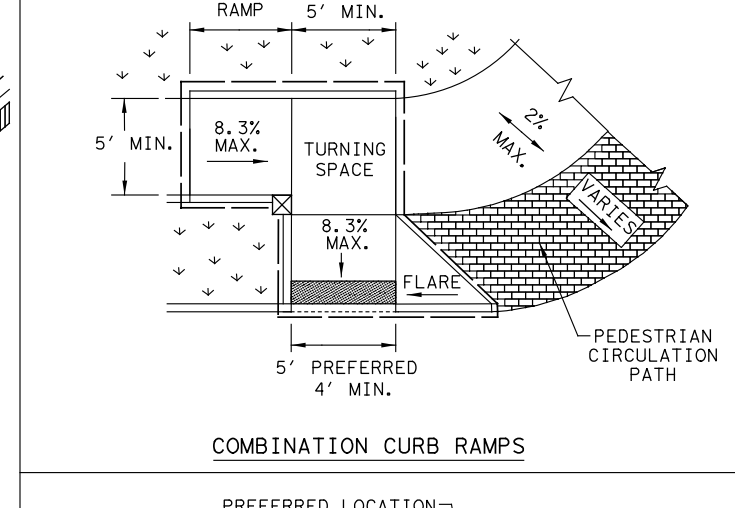 RAMP
5' MIN.
5' MIN.
8.3%
MAX.
TURNING
SPACE
2%
MAX.
VARIES
8.3%
MAX.
FLARE
PEDESTRIAN
CIRCULATION
PATH
5' PREFERRED
4' MIN.
COMBINATION CURB RAMPS
PREFERRED LOCATION